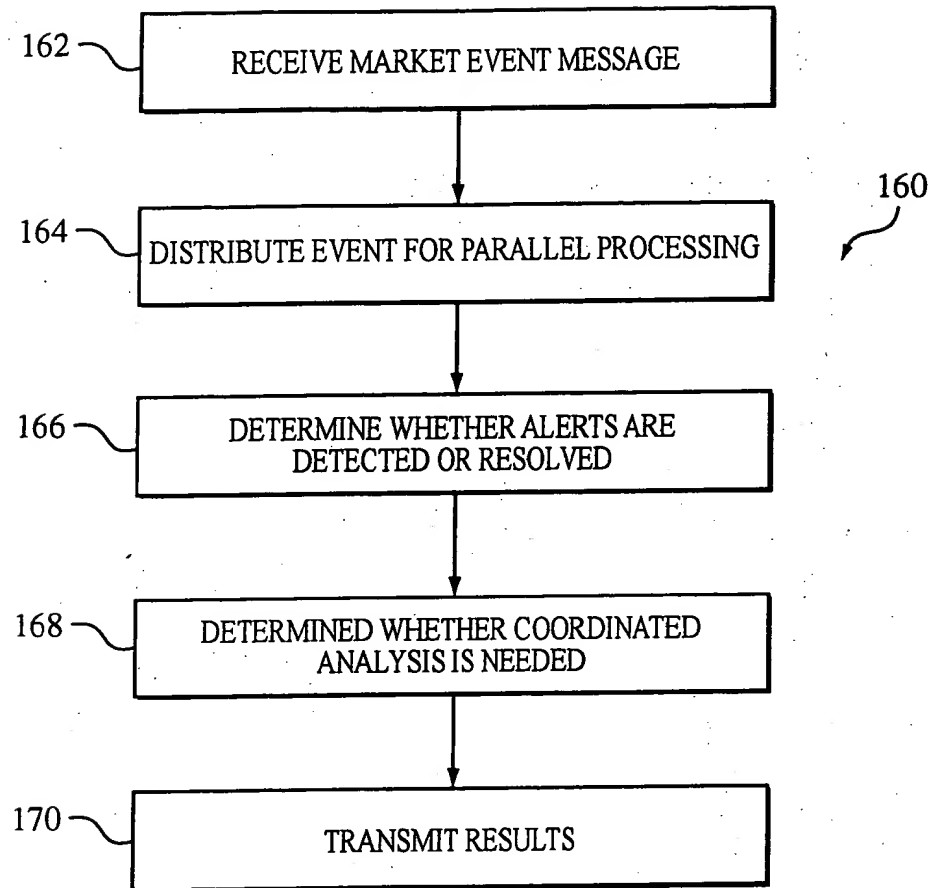 162
RECEIVE MARKET EVENT MESSAGE
160
164
DISTRIBUTE EVENT FOR PARALLEL PROCESSING
166
DETERMINE WHETHER ALERTS ARE
DETECTED OR RESOLVED
168
DETERMINED WHETHER COORDINATED
ANALYSIS IS NEEDED
170
TRANSMIT RESULTS